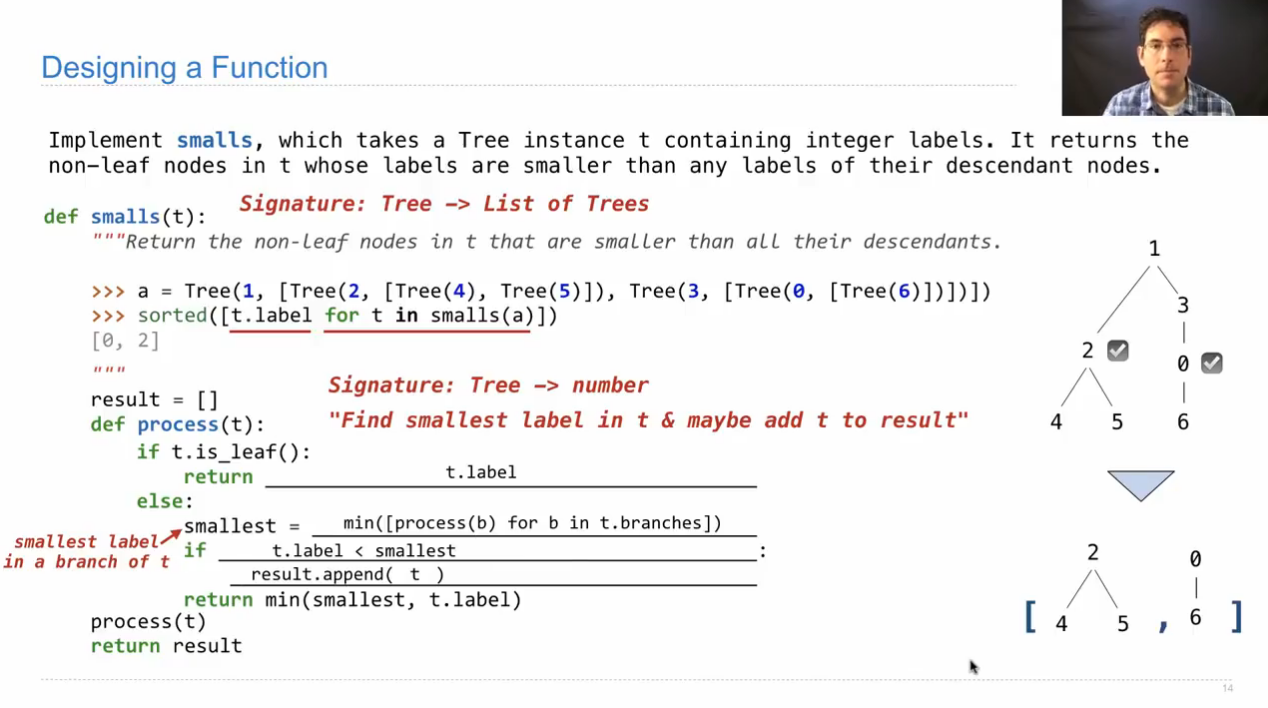 Designing a Function
Implement smalls, which takes a Tree instance t containing integer labels. It returns the
non-leaf nodes in t whose labels are smaller than any labels of their descendant nodes.
Signature: Tree -> List of Trees
def smalls(t):
"""Return the non-leaf nodes in t that are smaller than all their descendants.
>>> a = Tree(1, [Tree(2, [Tree(4), Tree(5)]), Tree(3, [Tree(0, [Tree(6)])])])
>>> sorted([t.label for t in smalls(a)])
[0, 2]
"""
result = []
Signature: Tree -> number
"Find smallest label in t & maybe add t to result"
def process(t):
if t.is_leaf():
return t.label
else:
smallest = min([process(b) for b in t.branches])
smallest label
in a branch of t
if t.label < smallest :
result.append( t )
return min(smallest, t.label)
process(t)
return result
1
3
2
0
4 5 6
2 0
[ 4 5 , 6 ]
14